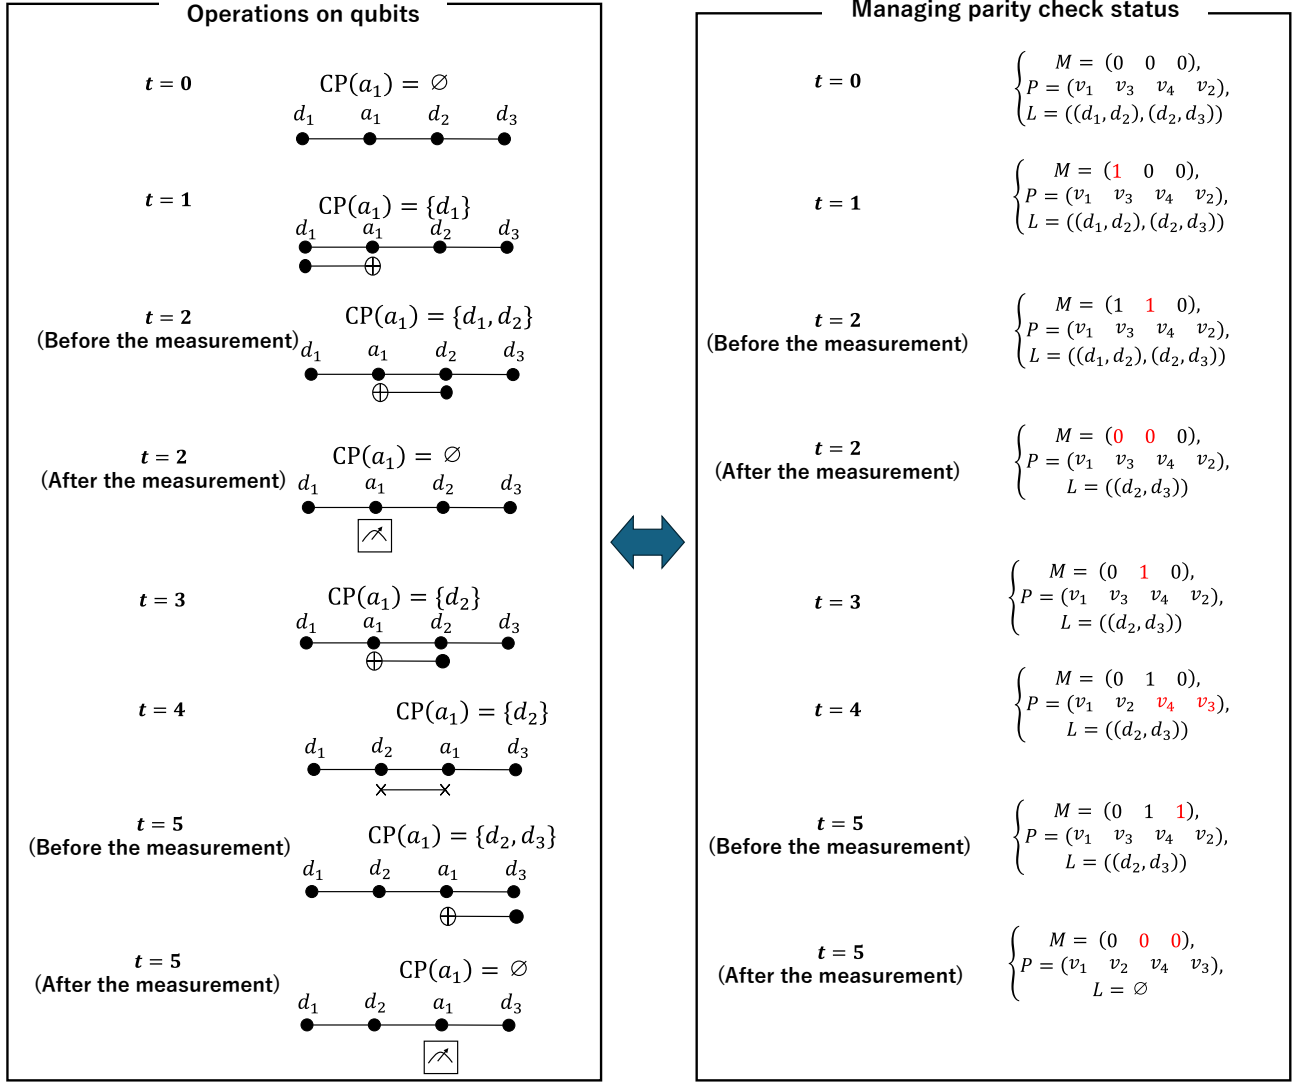 Operations on qubits
t = 0
CP(a₁) = ∅
d₁ a₁ d₂ d₃
t = 1
CP(a₁) = {d₁}
d₁ a₁ d₂ d₃
t = 2
(Before the measurement)
CP(a₁) = {d₁, d₂}
d₁ a₁ d₂ d₃
t = 2
(After the measurement)
CP(a₁) = ∅
d₁ a₁ d₂ d₃
t = 3
CP(a₁) = {d₂}
d₁ a₁ d₂ d₃
t = 4
CP(a₁) = {d₂}
d₁ d₂ a₁ d₃
t = 5
(Before the measurement)
CP(a₁) = {d₂, d₃}
d₁ d₂ a₁ d₃
t = 5
(After the measurement)
CP(a₁) = ∅
d₁ d₂ a₁ d₃
Managing parity check status
t = 0
M = (0 0 0),
P = (v₁ v₃ v₄ v₂),
L = ((d₁, d₂), (d₂, d₃))
t = 1
M = (1 0 0),
P = (v₁ v₃ v₄ v₂),
L = ((d₁, d₂), (d₂, d₃))
t = 2
(Before the measurement)
M = (1 1 0),
P = (v₁ v₃ v₄ v₂),
L = ((d₁, d₂), (d₂, d₃))
t = 2
(After the measurement)
M = (0 0 0),
P = (v₁ v₃ v₄ v₂),
L = ((d₂, d₃))
t = 3
M = (0 1 0),
P = (v₁ v₃ v₄ v₂),
L = ((d₂, d₃))
t = 4
M = (0 1 0),
P = (v₁ v₂ v₄ v₃),
L = ((d₂, d₃))
t = 5
(Before the measurement)
M = (0 1 1),
P = (v₁ v₃ v₄ v₂),
L = ((d₂, d₃))
t = 5
(After the measurement)
M = (0 0 0),
P = (v₁ v₂ v₄ v₃),
L = ∅